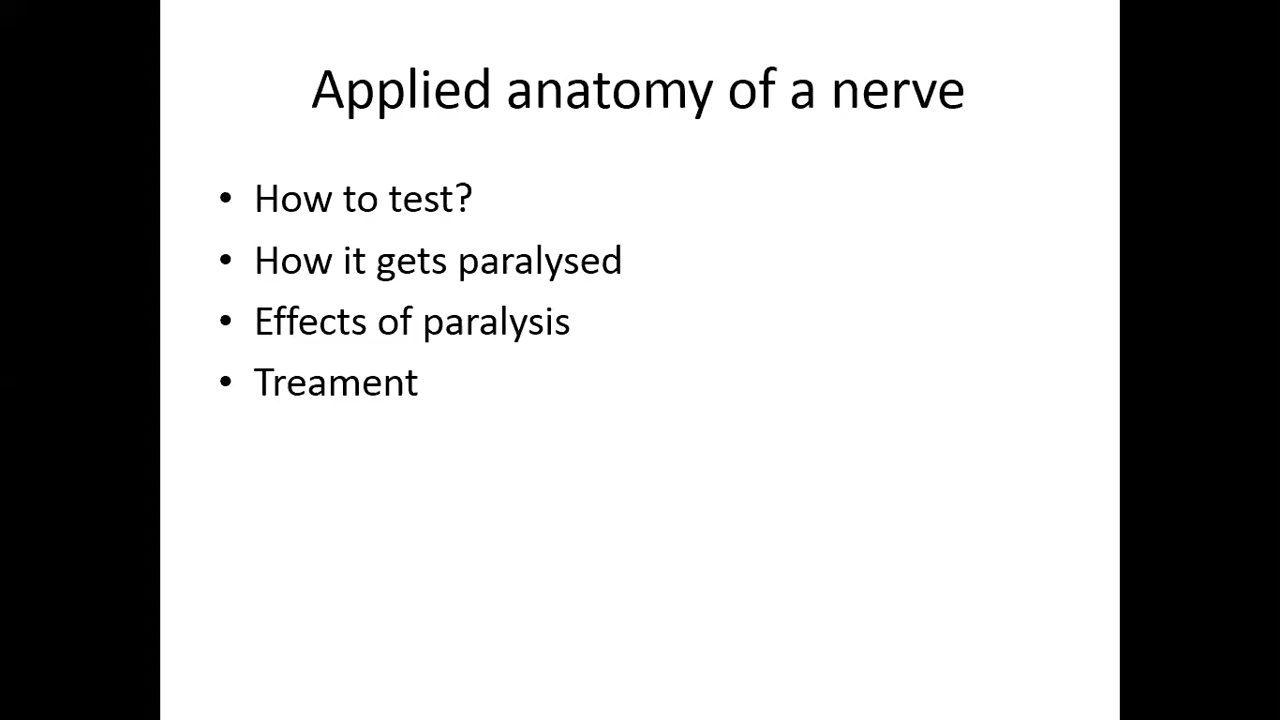 Applied anatomy of a nerve
• How to test?
• How it gets paralysed
• Effects of paralysis
• Treament